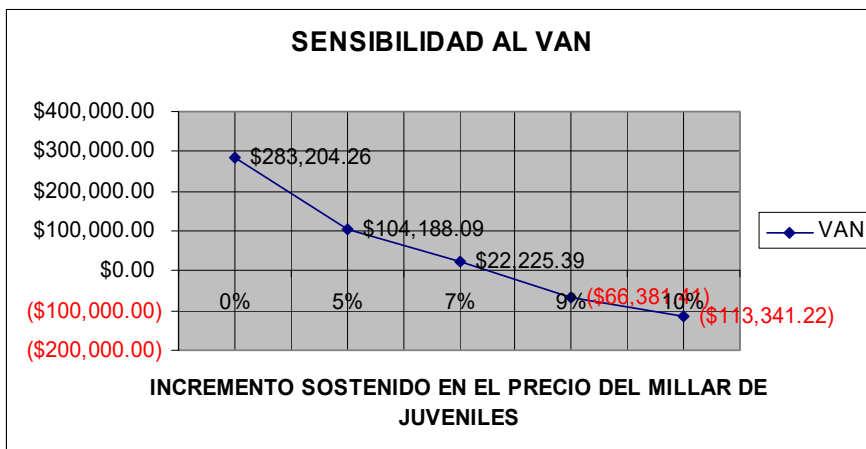 SENSIBILIDAD AL VAN
$400,000.00
$300,000.00
$200,000.00
$100,000.00
$0.00
($100,000.00)
($200,000.00)
$283,204.26
$104,188.09
$22,225.39
($66,381.41)
($113,341.22)
0% 5% 7% 9% 10%
VAN
INCREMENTO SOSTENIDO EN EL PRECIO DEL MILLAR DE
JUVENILES